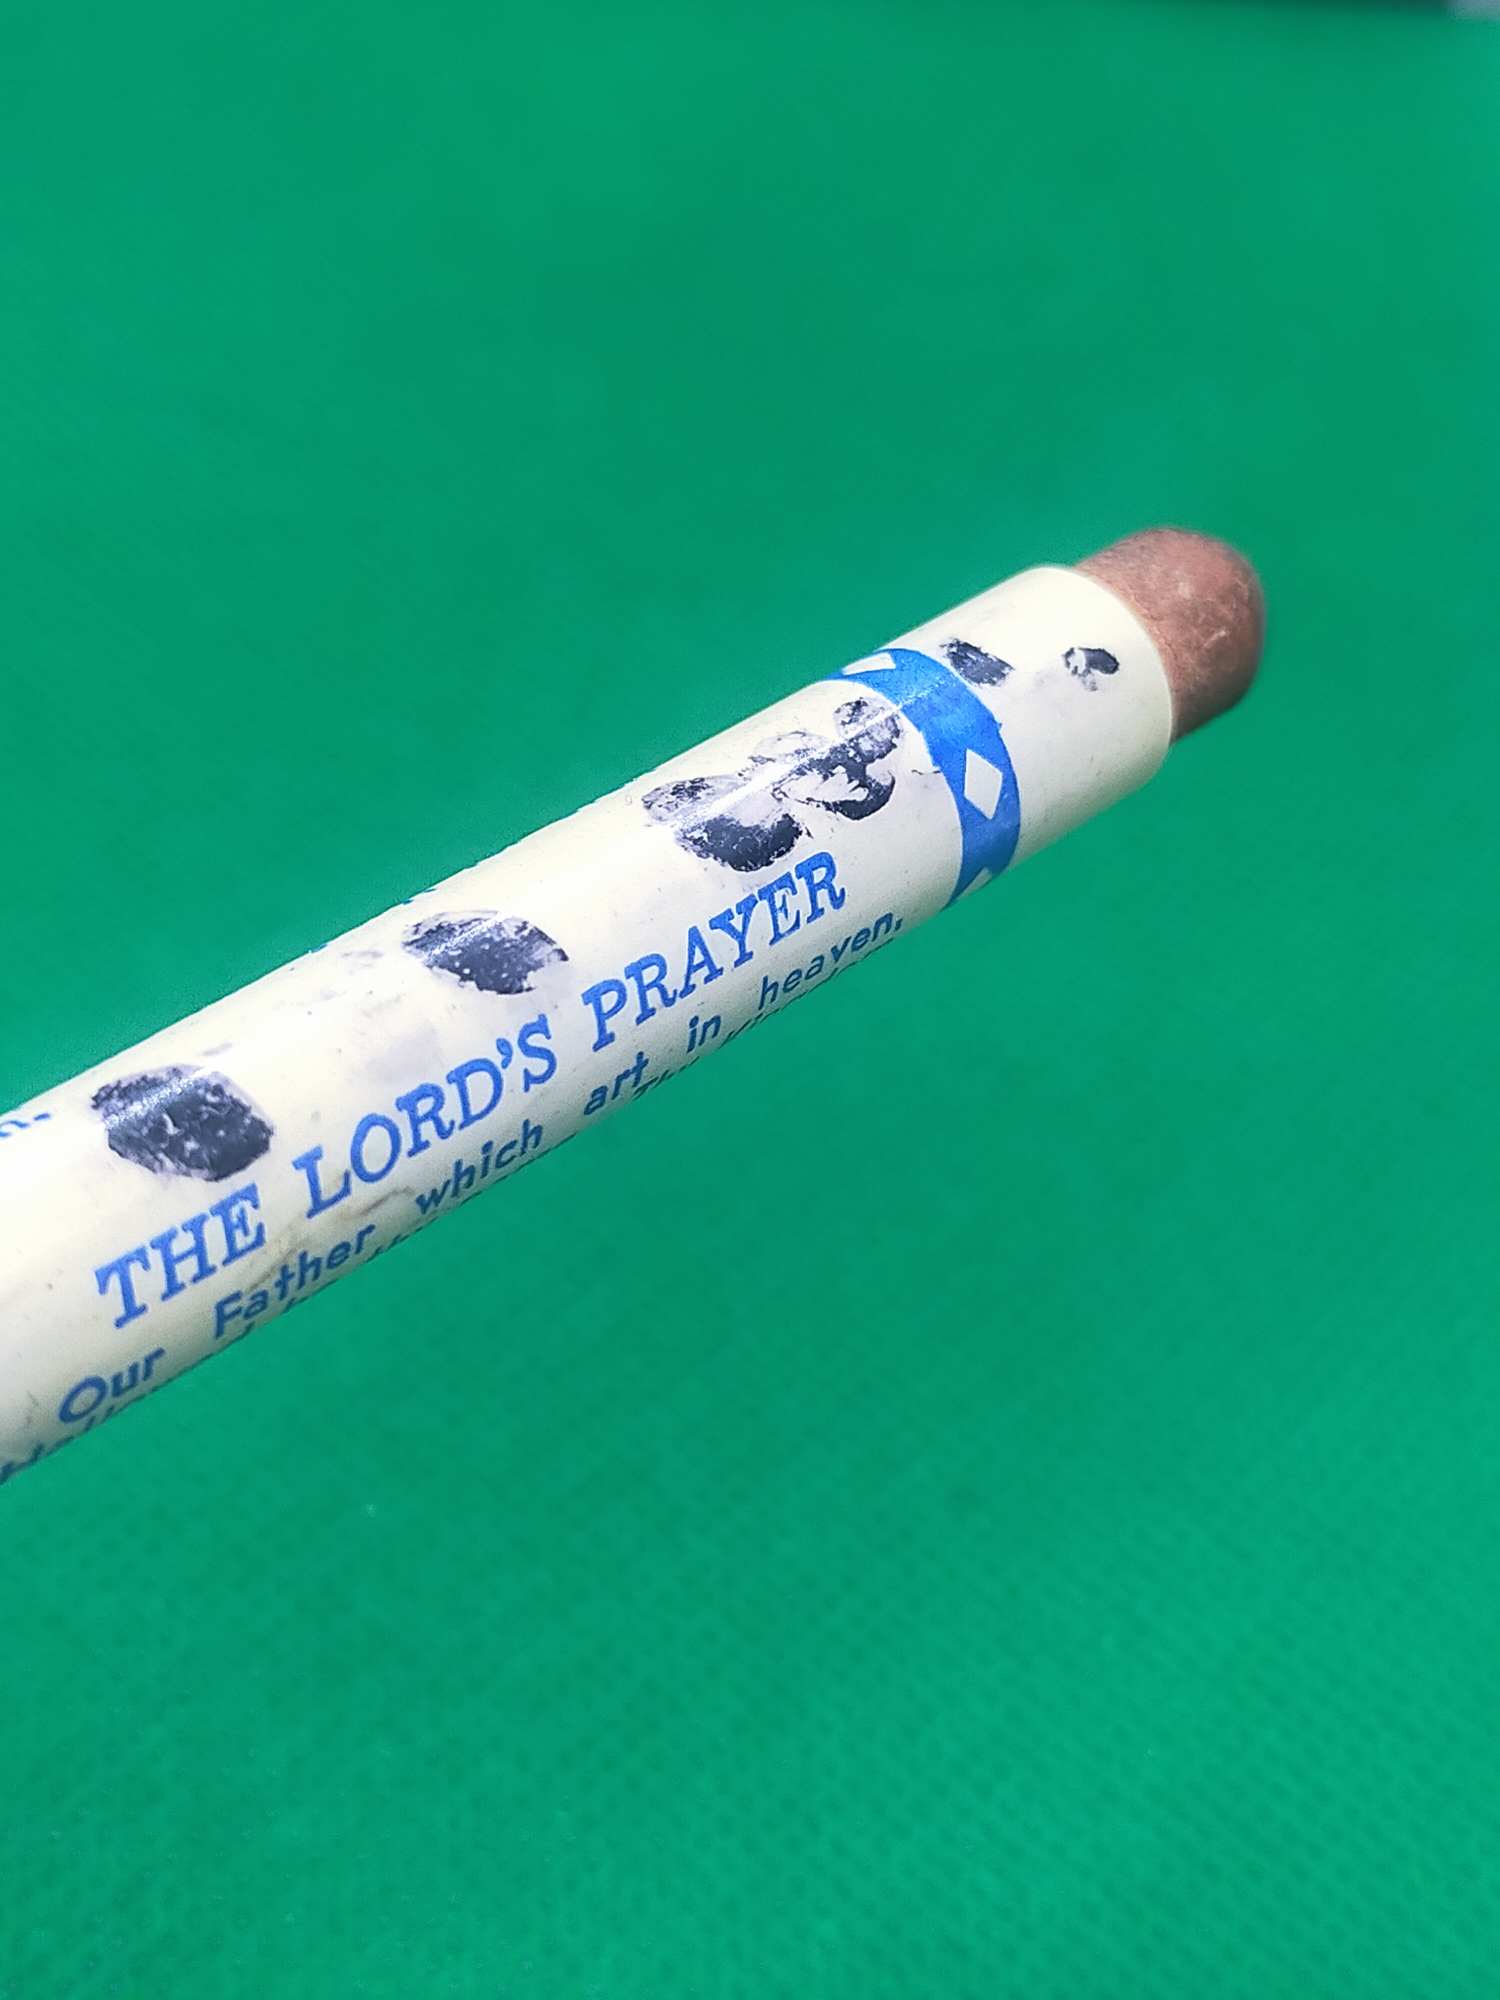 THE LORD'S PRAYER
Our Father which art in heaven,